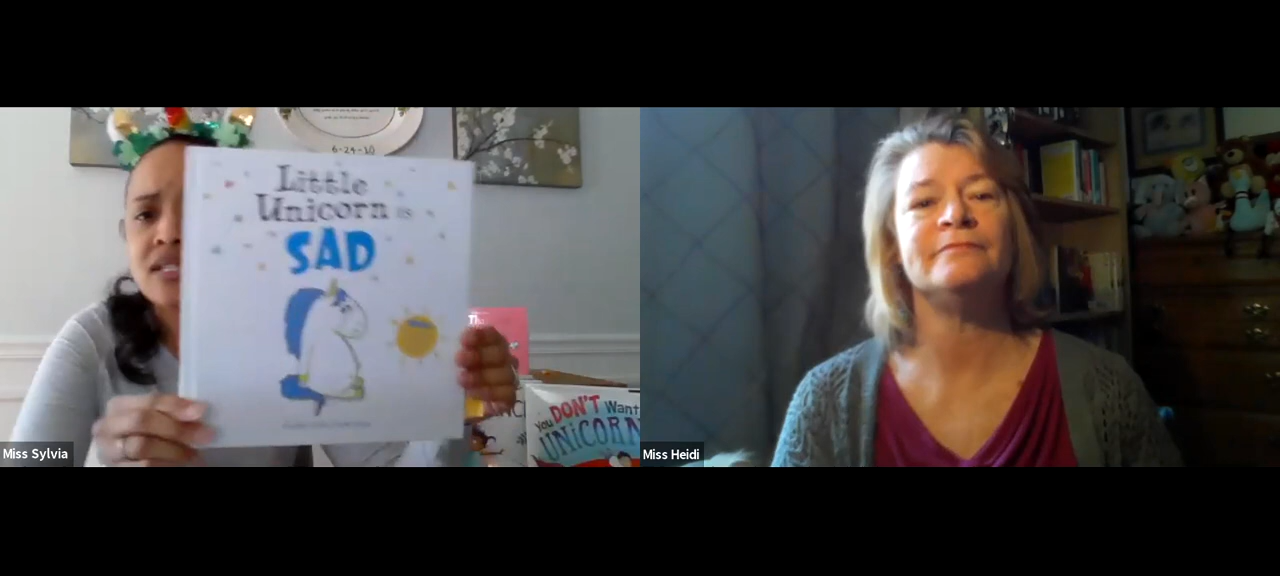 6-24-10
Little
Unicorn is
SAD
You DON'T Want
UNICORN
Miss Sylvia
Miss Heidi